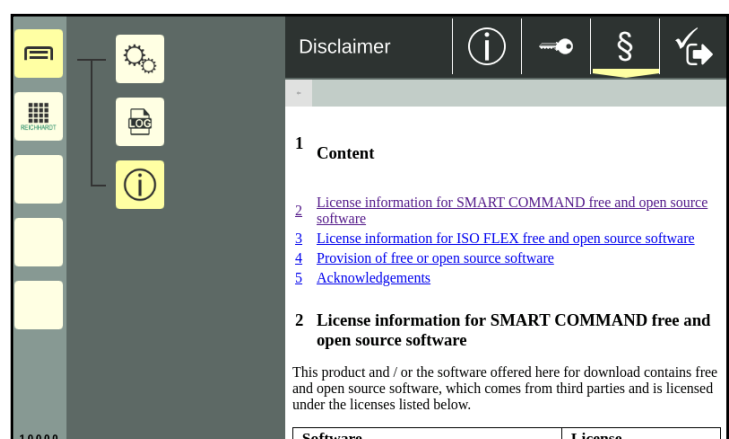 Disclaimer
§
REICHHARDT
LOG
-
1 Content
2 License information for SMART COMMAND free and open source
software
3 License information for ISO FLEX free and open source software
4 Provision of free or open source software
5 Acknowledgements
2 License information for SMART COMMAND free and
open source software
This product and / or the software offered here for download contains free
and open source software, which comes from third parties and is licensed
under the licenses listed below.
Software License